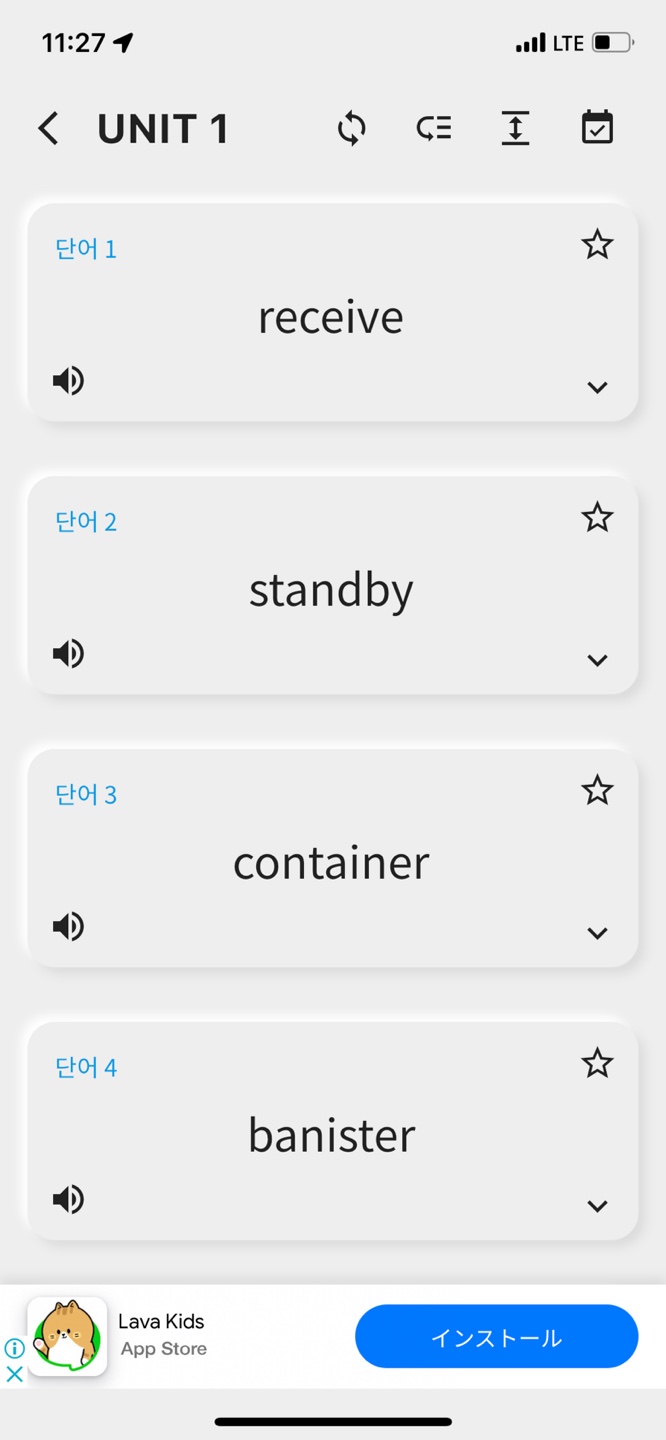 11:27
LTE
UNIT 1
단어 1
receive
단어 2
standby
단어 3
container
단어 4
banister
Lava Kids
App Store
インストール